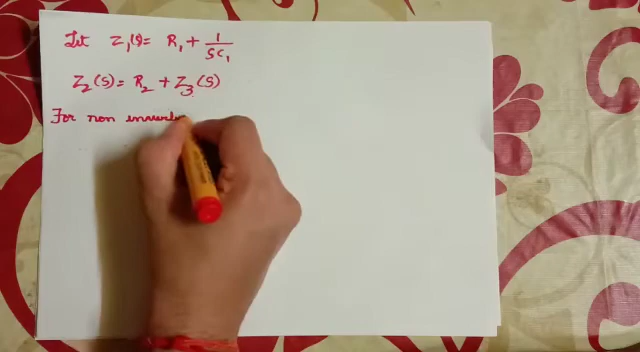 Let Z₁(s) = R₁ + 1/SC₁
Z₂(S) = R₂ + Z₃(S)
For non